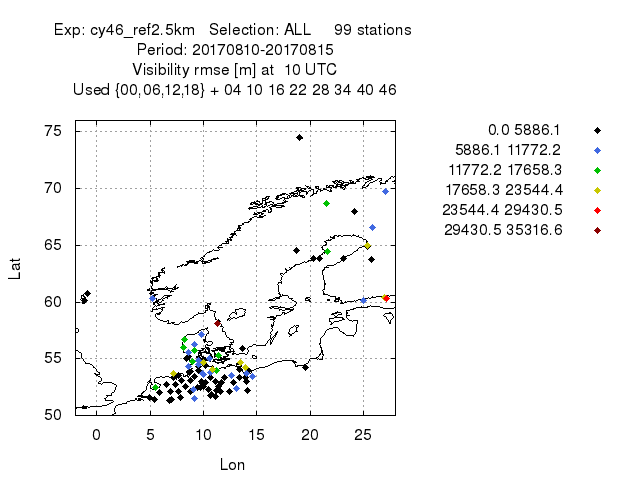 Exp: cy46_ref2.5km   Selection: ALL     99 stations
Period: 20170810-20170815
Visibility rmse [m] at  10 UTC
Used {00,06,12,18} + 04 10 16 22 28 34 40 46
75
70
65
60
55
50
Lat
0 5 10 15 20 25
Lon
0.0 5886.1
5886.1 11772.2
11772.2 17658.3
17658.3 23544.4
23544.4 29430.5
29430.5 35316.6